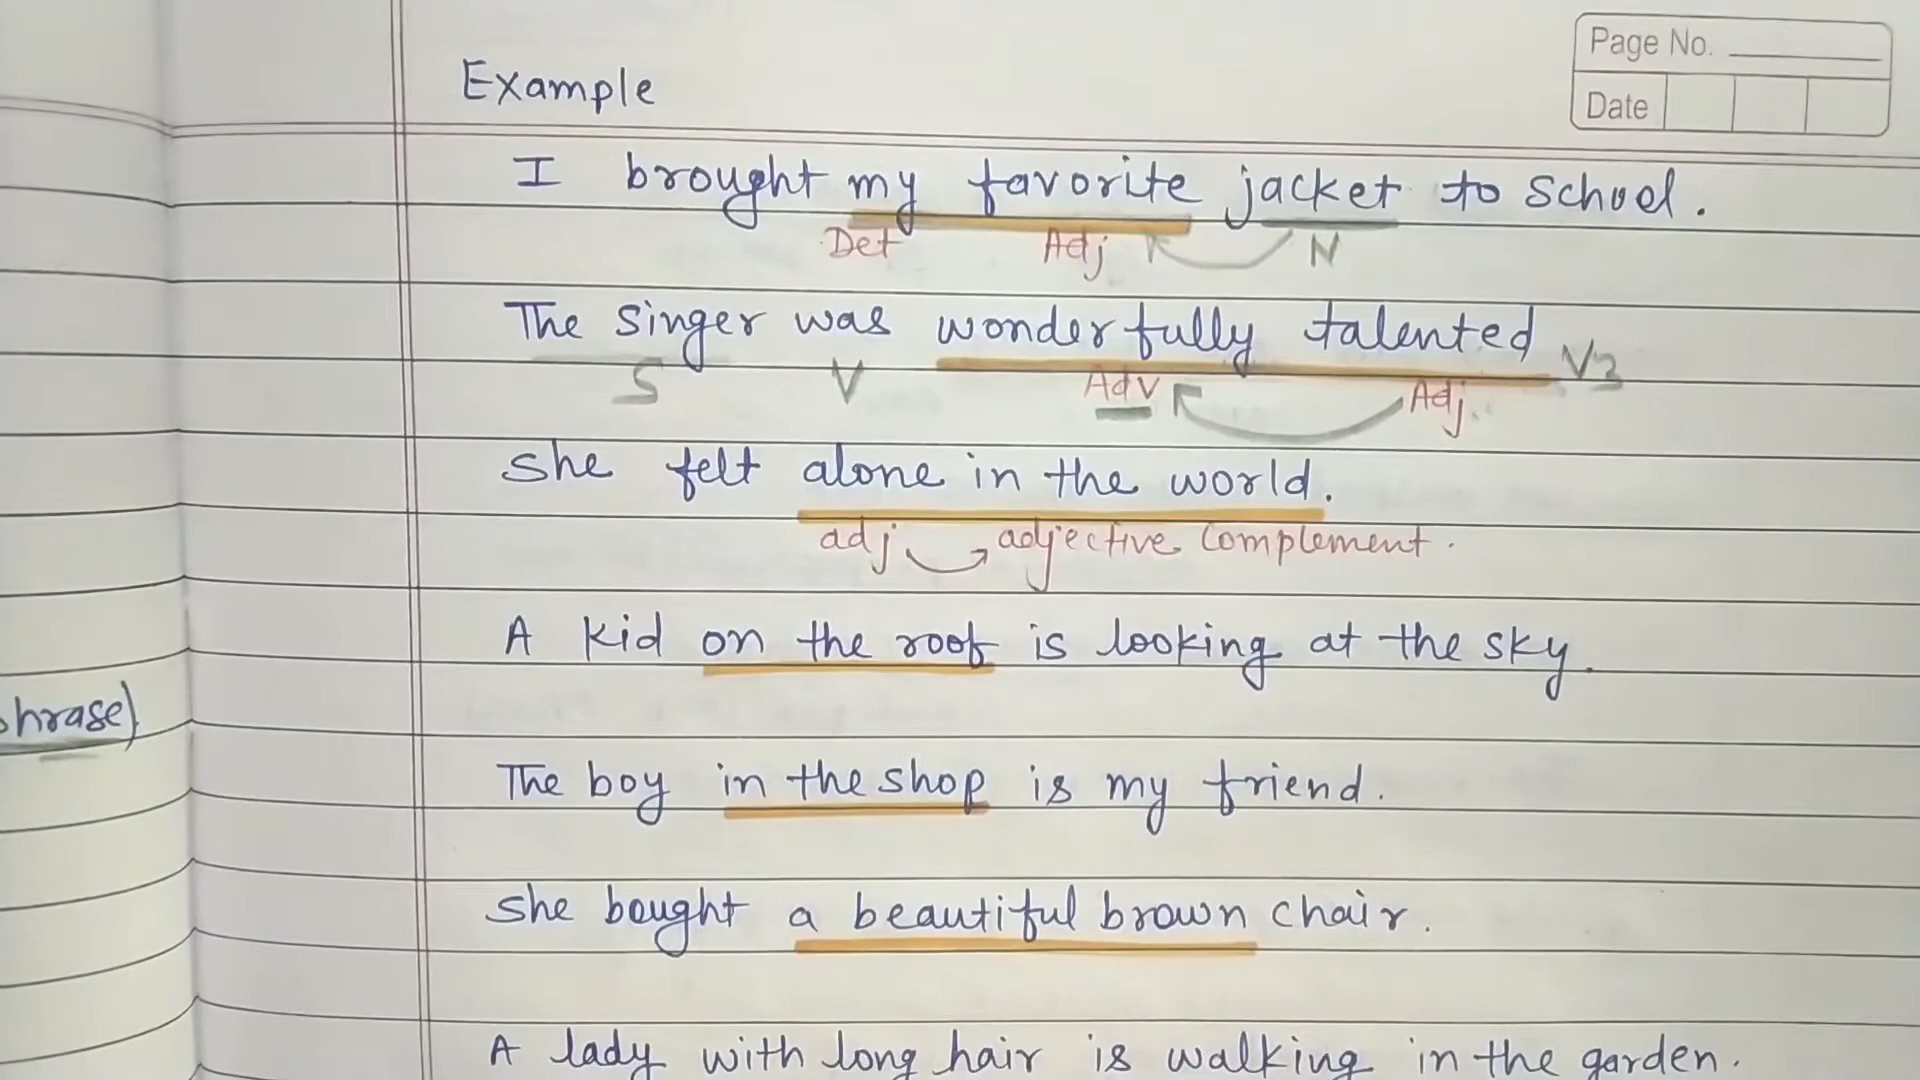 Page No.
Date
Example
I brought my favorite jacket to school.
Det Adj N
The singer was wonderfully talented
S V Adv Adj. V3
she felt alone in the world.
adj adjective complement.
A kid on the roof is looking at the sky.
hrase)
The boy in the shop is my friend.
she bought a beautiful brown chair.
A lady with long hair is walking in the garden.